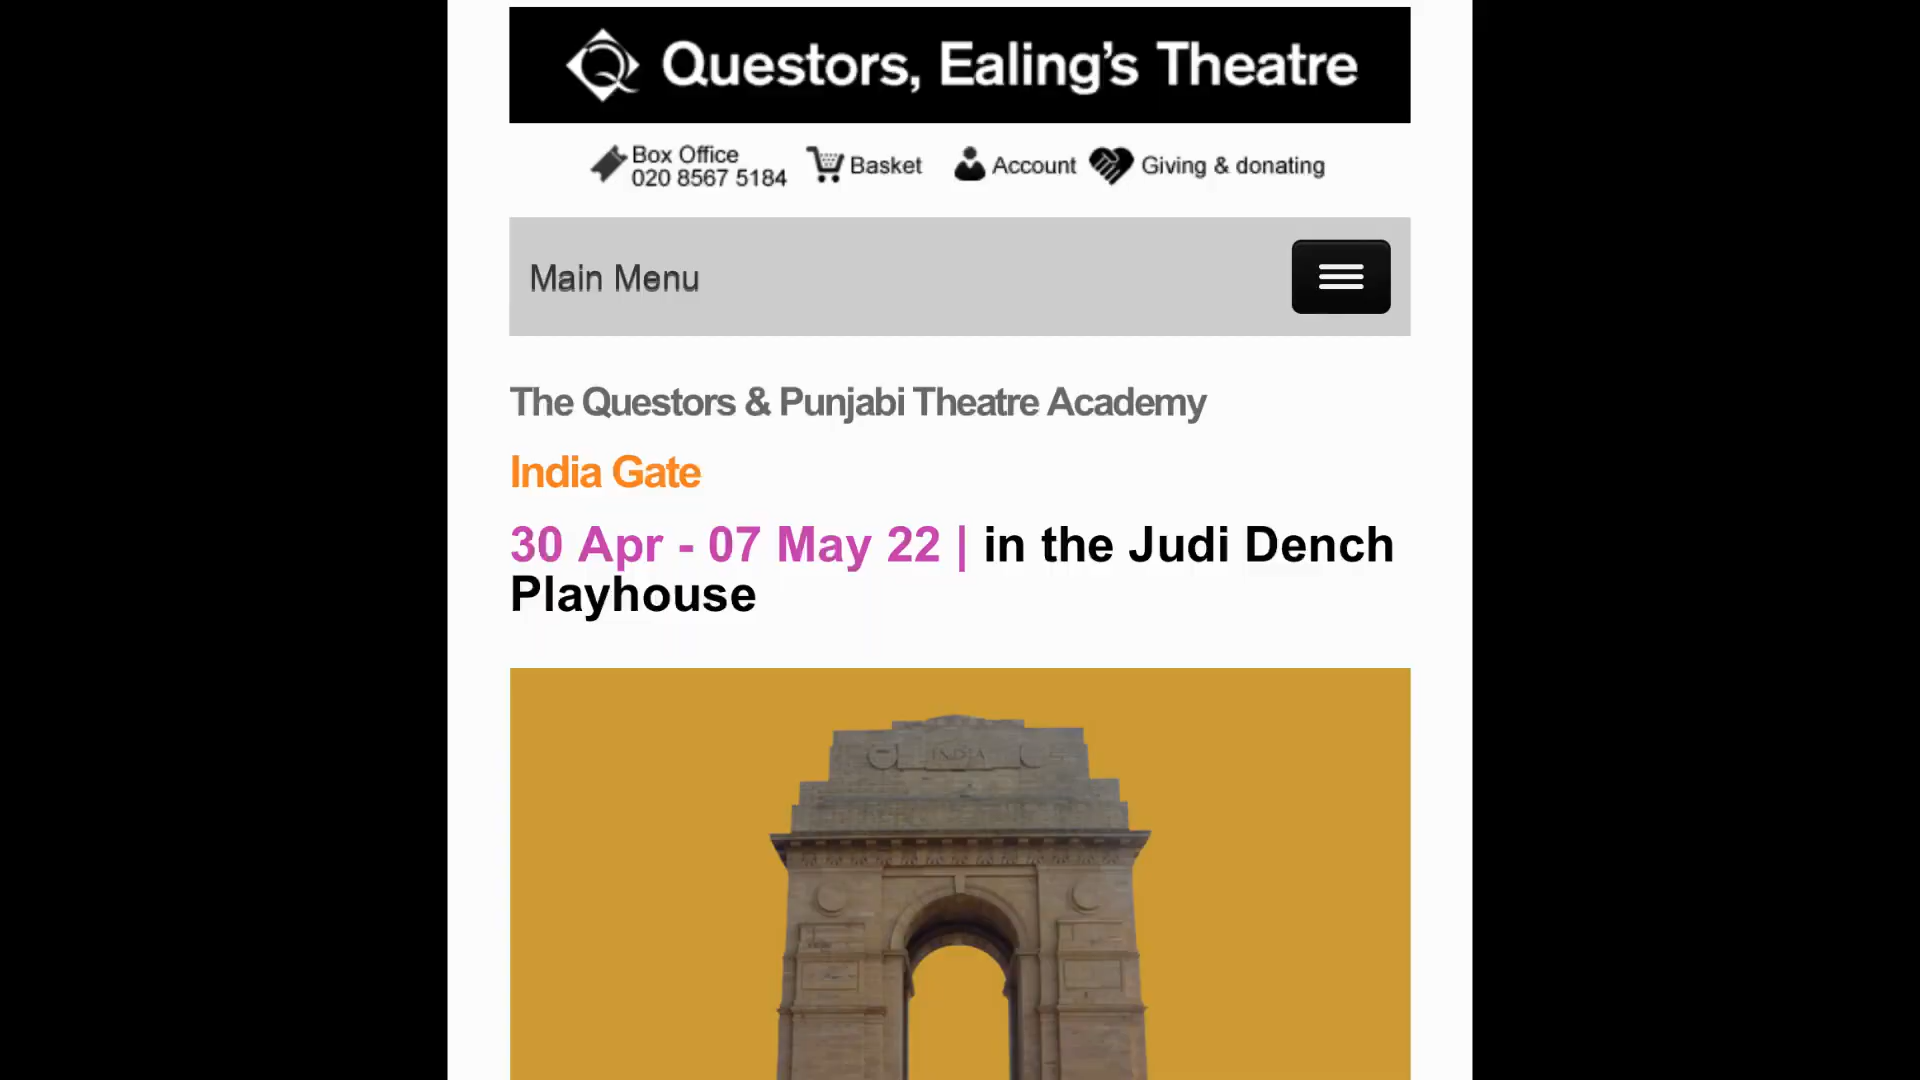 Questors, Ealing's Theatre
Box Office
020 8567 5184
Basket
Account
Giving & donating
Main Menu
The Questors & Punjabi Theatre Academy
India Gate
30 Apr - 07 May 22 | in the Judi Dench
Playhouse
INDIA